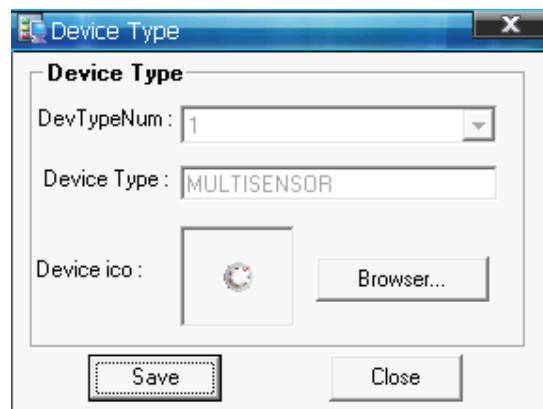 Device Type
X
Device Type
DevTypeNum : 1
Device Type : MULTISENSOR
Device ico :
Browser...
Save
Close